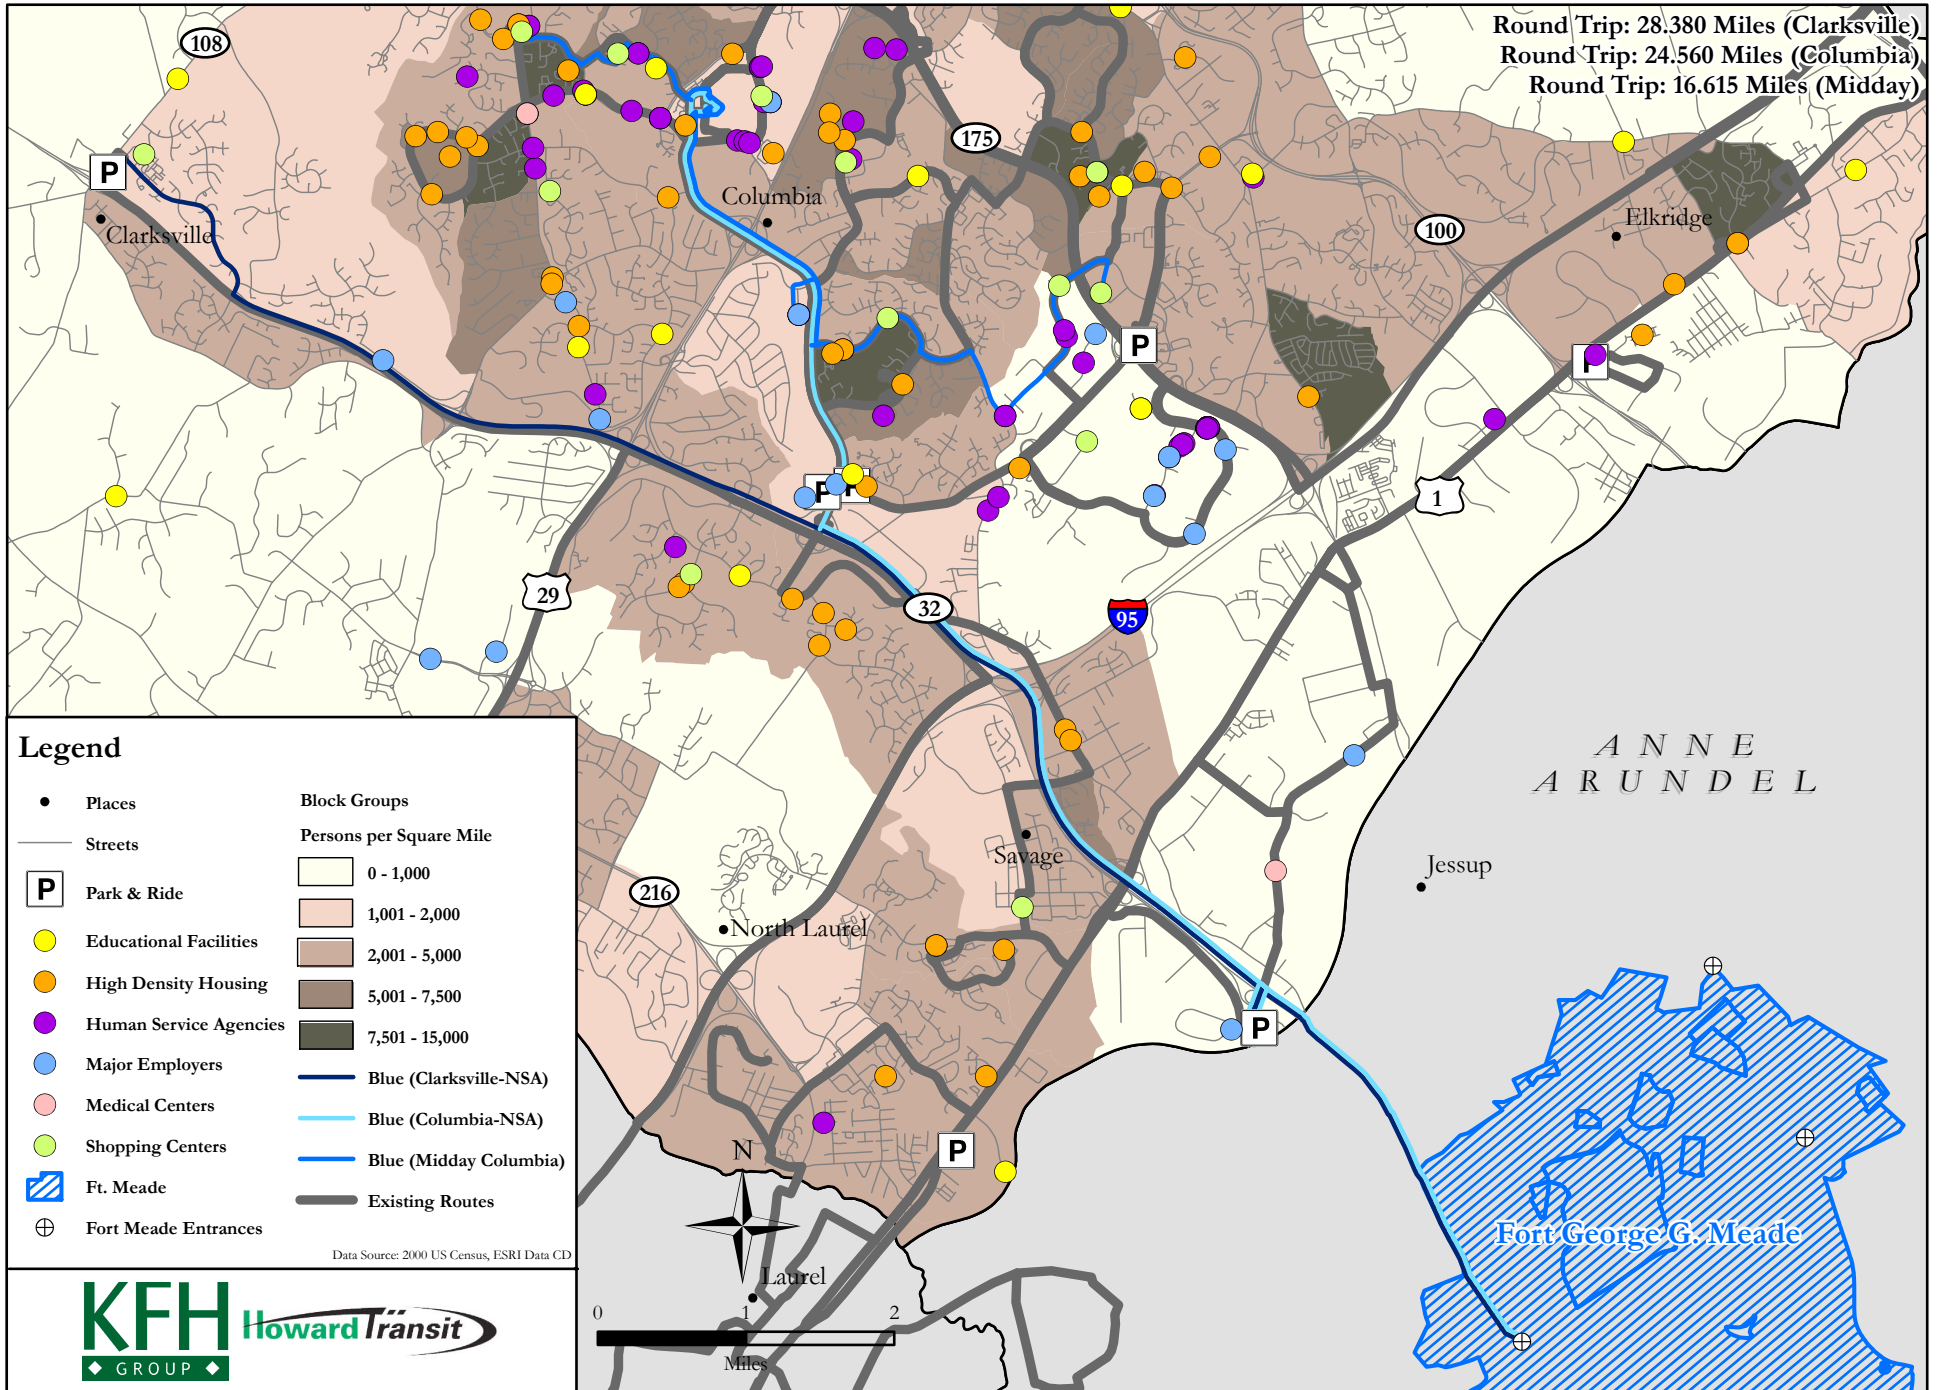 Round Trip: 28.380 Miles (Clarksville)
Round Trip: 24.560 Miles (Columbia)
Round Trip: 16.615 Miles (Midday)
108
175
P
Columbia
Clarksville
Elkridge
100
P
P
1
P
P
29
32
95
ANNE
ARUNDEL
Savage
Jessup
216
North Laurel
P
P
N
Fort George G. Meade
Laurel
0 1 2
Miles
Legend
Places
Streets
P Park & Ride
Educational Facilities
High Density Housing
Human Service Agencies
Major Employers
Medical Centers
Shopping Centers
Ft. Meade
Fort Meade Entrances
Block Groups
Persons per Square Mile
0 - 1,000
1,001 - 2,000
2,001 - 5,000
5,001 - 7,500
7,501 - 15,000
Blue (Clarksville-NSA)
Blue (Columbia-NSA)
Blue (Midday Columbia)
Existing Routes
Data Source: 2000 US Census, ESRI Data CD
KFH
GROUP
Howard Transit